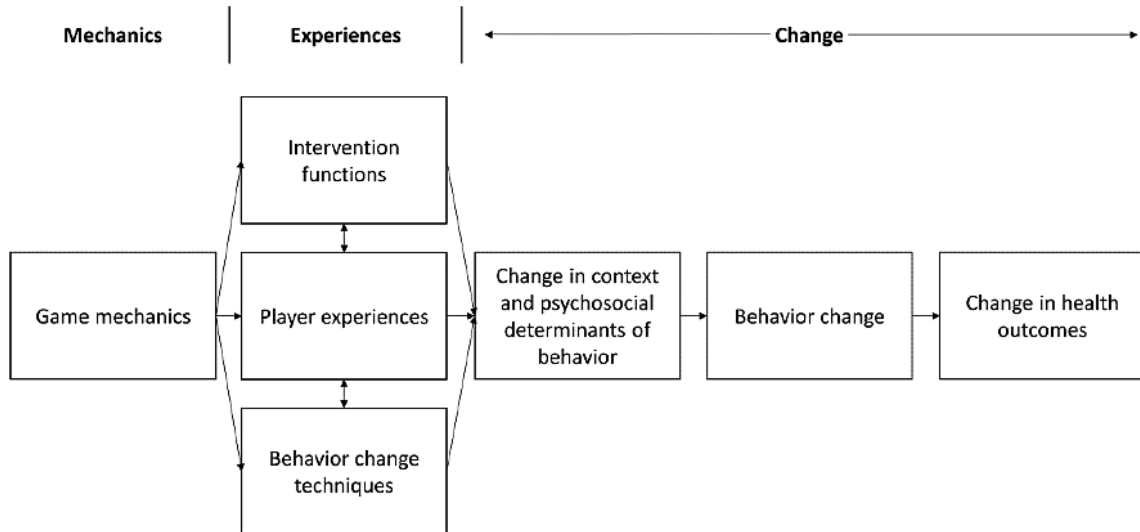 Mechanics
Experiences
Change
Intervention
functions
Game mechanics
Player experiences
Change in context
and psychosocial
determinants of
behavior
Behavior change
Change in health
outcomes
Behavior change
techniques